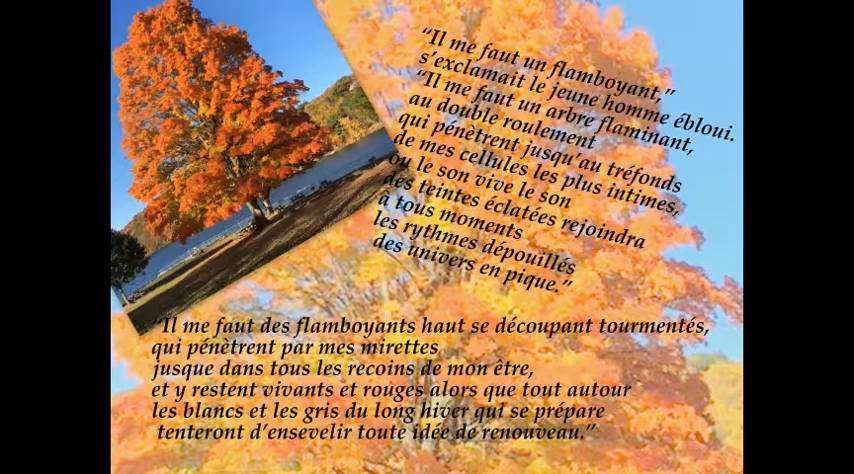 “Il me faut un flamboyant,”
s’exclamait le jeune homme ébloui.
“Il me faut un arbre flaminant,
au double roulement
qui pénètrent jusqu’au tréfonds
de mes cellules les plus intimes,
ou le son vive le son
des teintes éclatées rejoindra
à tous moments
les rythmes dépouillés
des univers en pique.”
“Il me faut des flamboyants haut se découpant tourmentés,
qui pénètrent par mes mirettes
jusque dans tous les recoins de mon être,
et y restent vivants et rouges alors que tout autour
les blancs et les gris du long hiver qui se prépare
tenteront d’ensevelir toute idée de renouveau.”